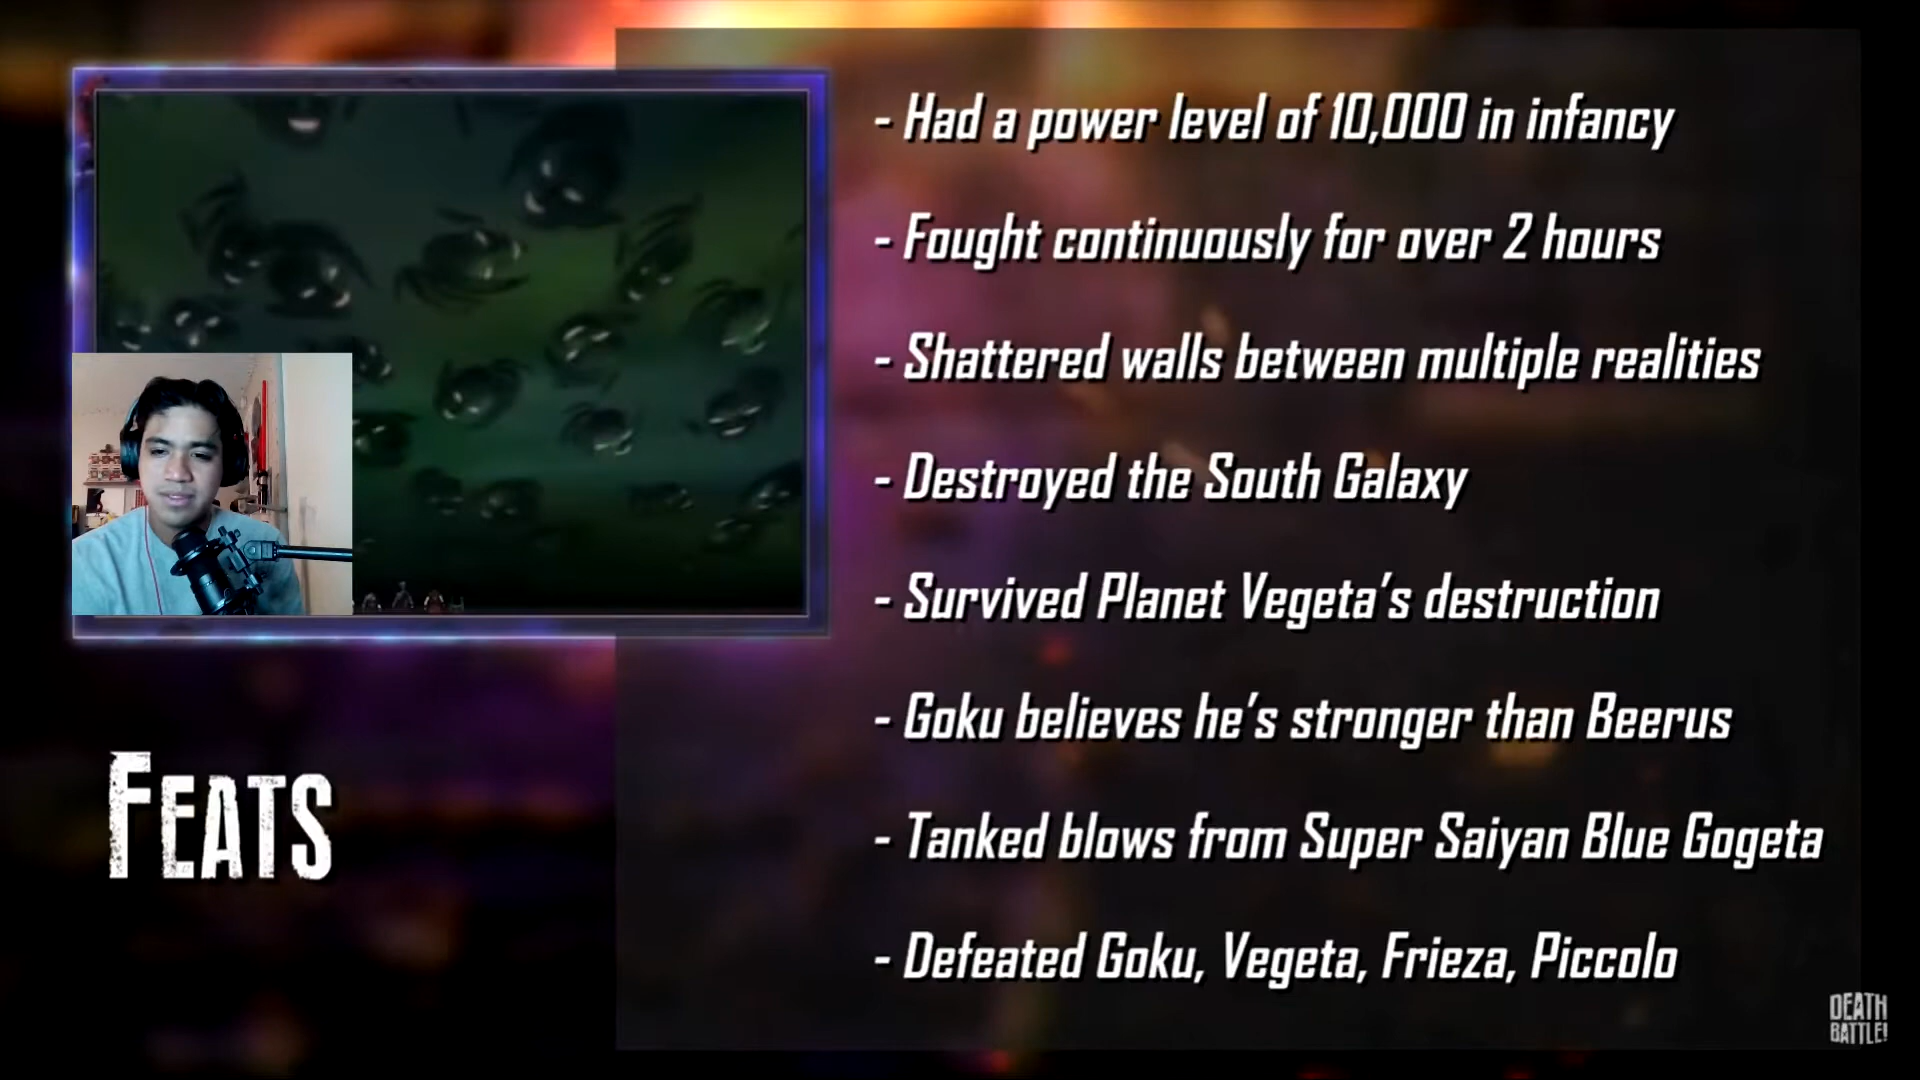 - Had a power level of 10,000 in infancy
- Fought continuously for over 2 hours
- Shattered walls between multiple realities
- Destroyed the South Galaxy
- Survived Planet Vegeta's destruction
- Goku believes he's stronger than Beerus
- Tanked blows from Super Saiyan Blue Gogeta
- Defeated Goku, Vegeta, Frieza, Piccolo
FEATS
DEATH
BATTLE!